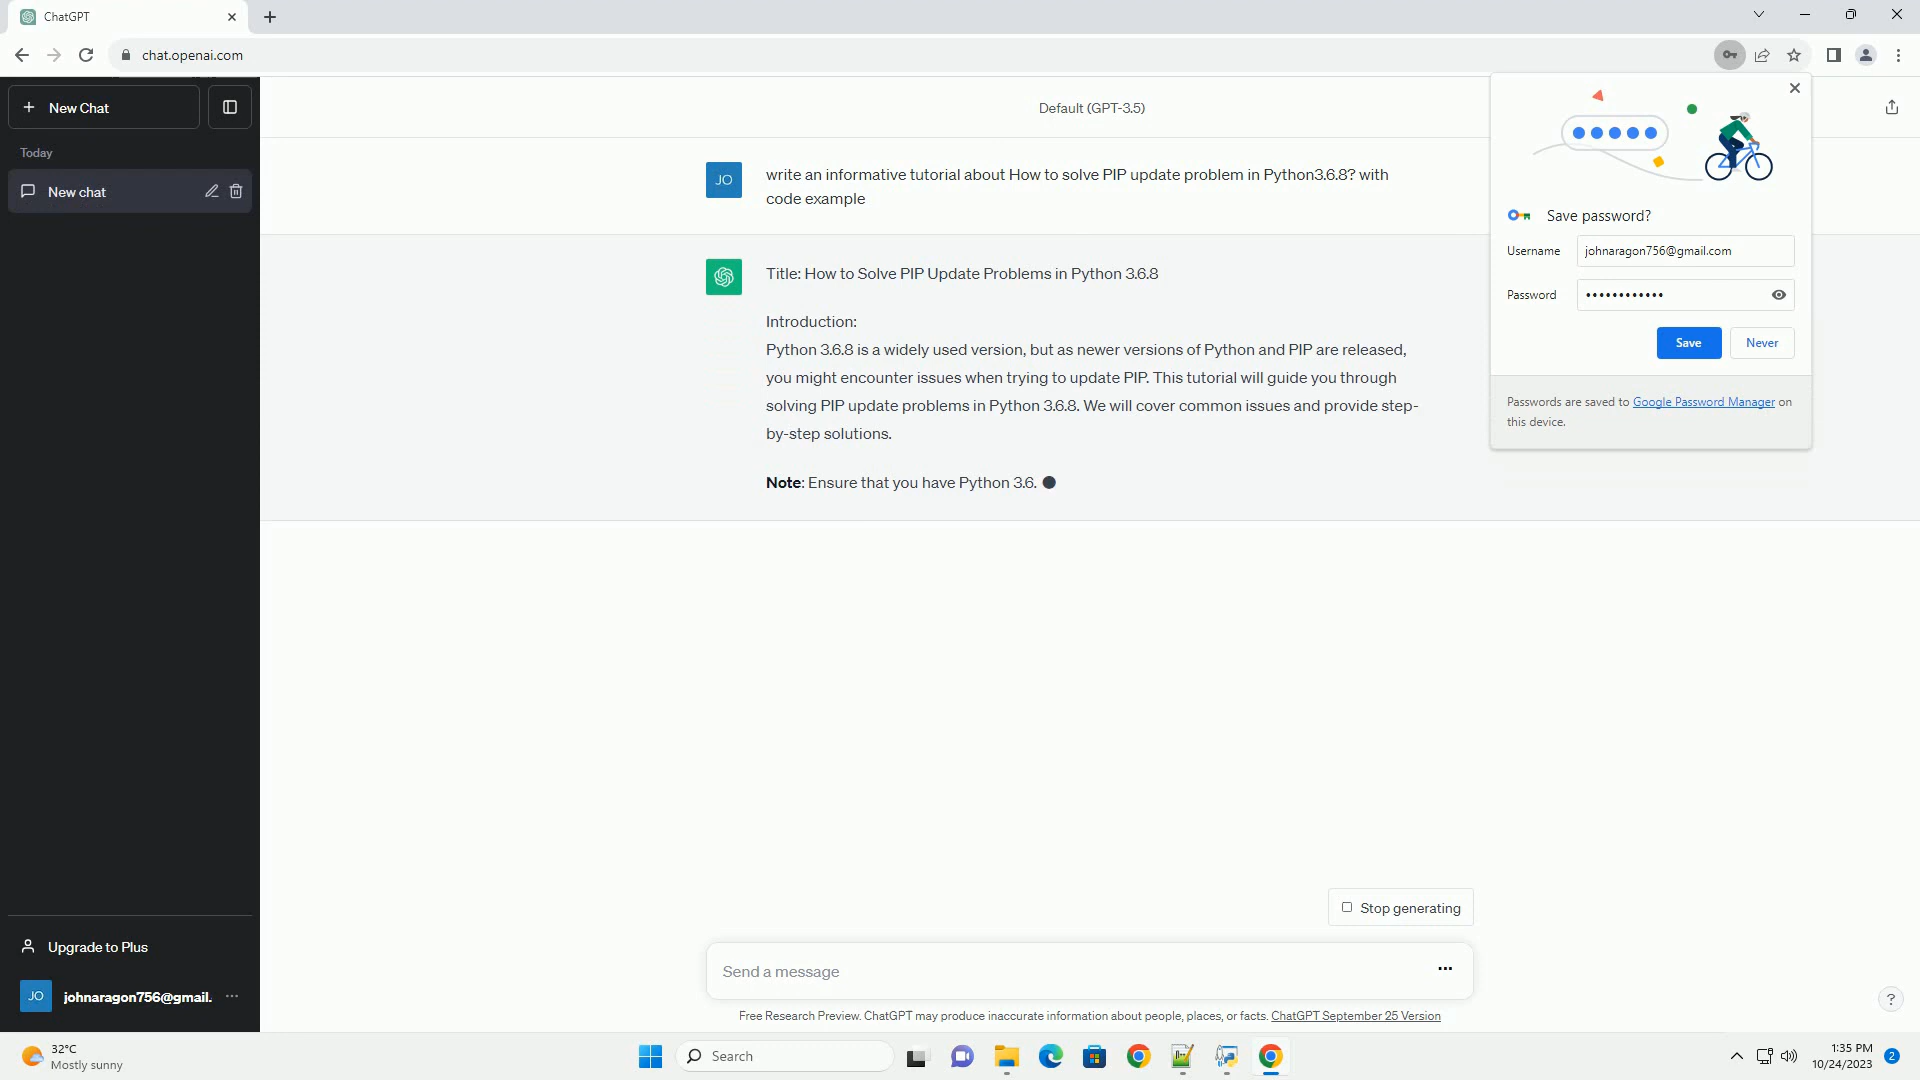 ChatGPT
chat.openai.com
New Chat
Today
New chat
Default (GPT-3.5)
JO
write an informative tutorial about How to solve PIP update problem in Python3.6.8? with
code example
Title: How to Solve PIP Update Problems in Python 3.6.8
Introduction:
Python 3.6.8 is a widely used version, but as newer versions of Python and PIP are released,
you might encounter issues when trying to update PIP. This tutorial will guide you through
solving PIP update problems in Python 3.6.8. We will cover common issues and provide step-
by-step solutions.
Note: Ensure that you have Python 3.6.
Save password?
Username johnaragon756@gmail.com
Password ••••••••••••
Save Never
Passwords are saved to Google Password Manager on
this device.
Stop generating
Send a message
Free Research Preview. ChatGPT may produce inaccurate information about people, places, or facts. ChatGPT September 25 Version
Upgrade to Plus
JO johnaragon756@gmail.
?
32°C
Mostly sunny
Search
1:35 PM
10/24/2023
2